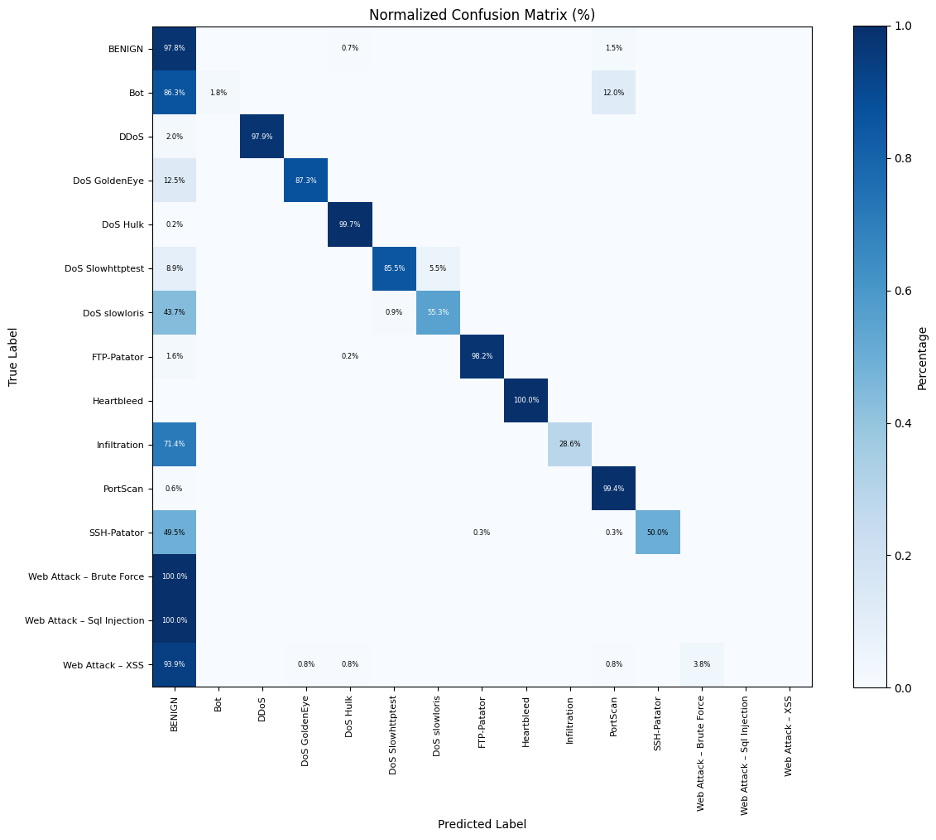 Normalized Confusion Matrix (%)
True Label
BENIGN 97.8% 0.7% 1.5%
Bot 86.3% 1.8% 12.0%
DDoS 2.0% 97.9%
DoS GoldenEye 12.5% 87.3%
DoS Hulk 0.2% 99.7%
DoS Slowhttptest 8.9% 85.5% 5.5%
DoS slowloris 43.7% 0.9% 55.3%
FTP-Patator 1.6% 0.2% 98.2%
Heartbleed 100.0%
Infiltration 71.4% 28.6%
PortScan 0.6% 99.4%
SSH-Patator 49.5% 0.3% 0.3% 50.0%
Web Attack – Brute Force 100.0%
Web Attack – Sql Injection 100.0%
Web Attack – XSS 93.9% 0.8% 0.8% 0.8% 3.8%
BENIGN
Bot
DDoS
DoS GoldenEye
DoS Hulk
DoS Slowhttptest
DoS slowloris
FTP-Patator
Heartbleed
Infiltration
PortScan
SSH-Patator
Web Attack – Brute Force
Web Attack – Sql Injection
Web Attack – XSS
Predicted Label
1.0
0.8
0.6
0.4
0.2
0.0
Percentage